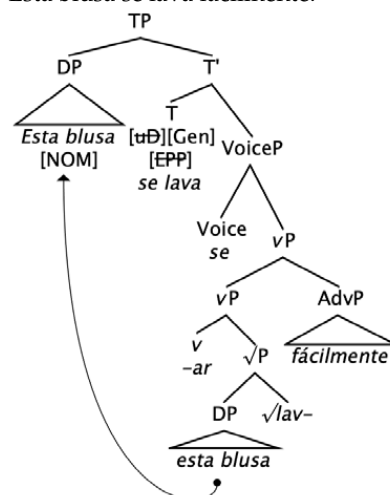 Esta blusa se lava fácilmente.
TP
DP T'
T
Esta blusa [uD][Gen]
[NOM] [EPP] VoiceP
se lava
Voice vP
se
vP AdvP
v √P fácilmente
-ar
DP √lav-
esta blusa